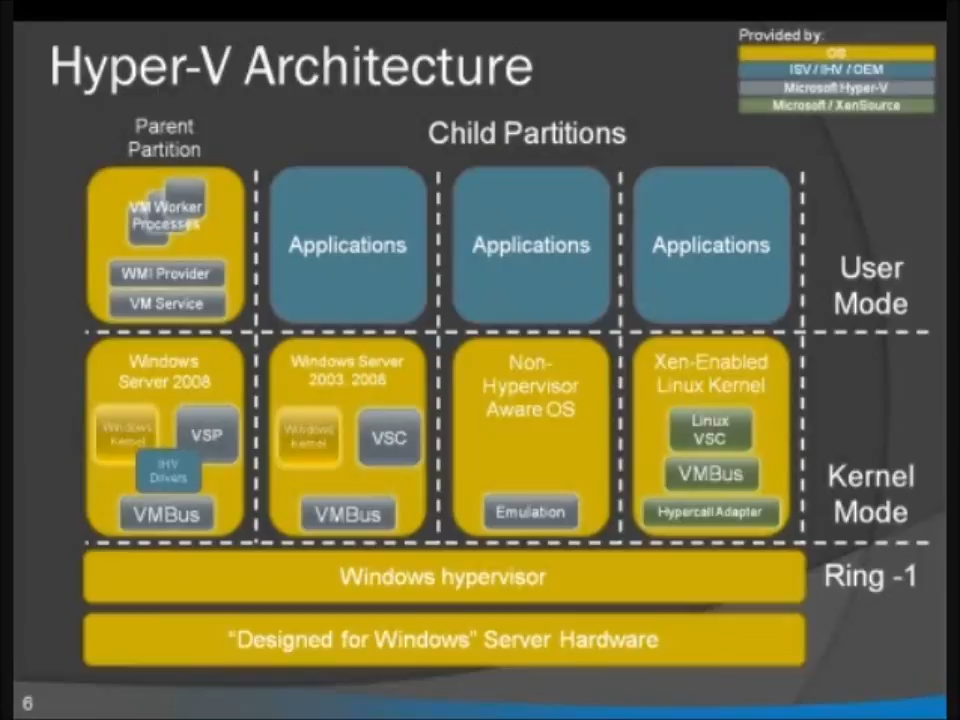 Hyper-V Architecture
Provided by:
OS
ISV / IHV / OEM
Microsoft Hyper-V
Microsoft / XenSource
Parent
Partition
Child Partitions
VM Worker
Processes
WMI Provider
VM Service
Applications
Applications
Applications
User
Mode
Windows
Server 2008
Windows
Kernel
VSP
IHV
Drivers
VMBus
Windows Server
2003, 2008
Windows
Kernel
VSC
VMBus
Non-
Hypervisor
Aware OS
Emulation
Xen-Enabled
Linux Kernel
Linux
VSC
VMBus
Hypercall Adapter
Kernel
Mode
Windows hypervisor
Ring -1
“Designed for Windows” Server Hardware
6